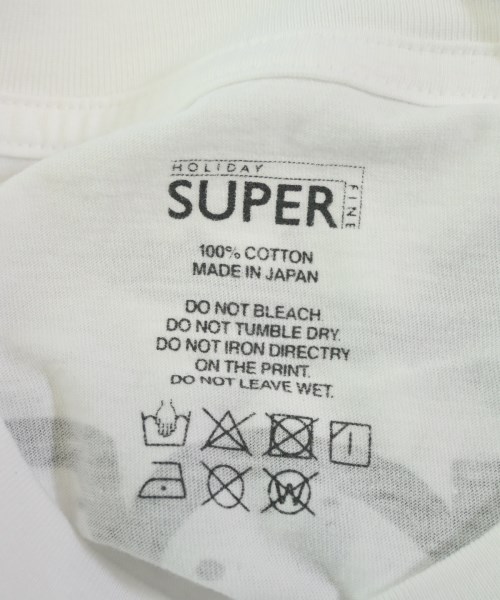 HOLIDAY
SUPER
FINE
100% COTTON
MADE IN JAPAN
DO NOT BLEACH.
DO NOT TUMBLE DRY.
DO NOT IRON DIRECTRY
ON THE PRINT.
DO NOT LEAVE WET.
W